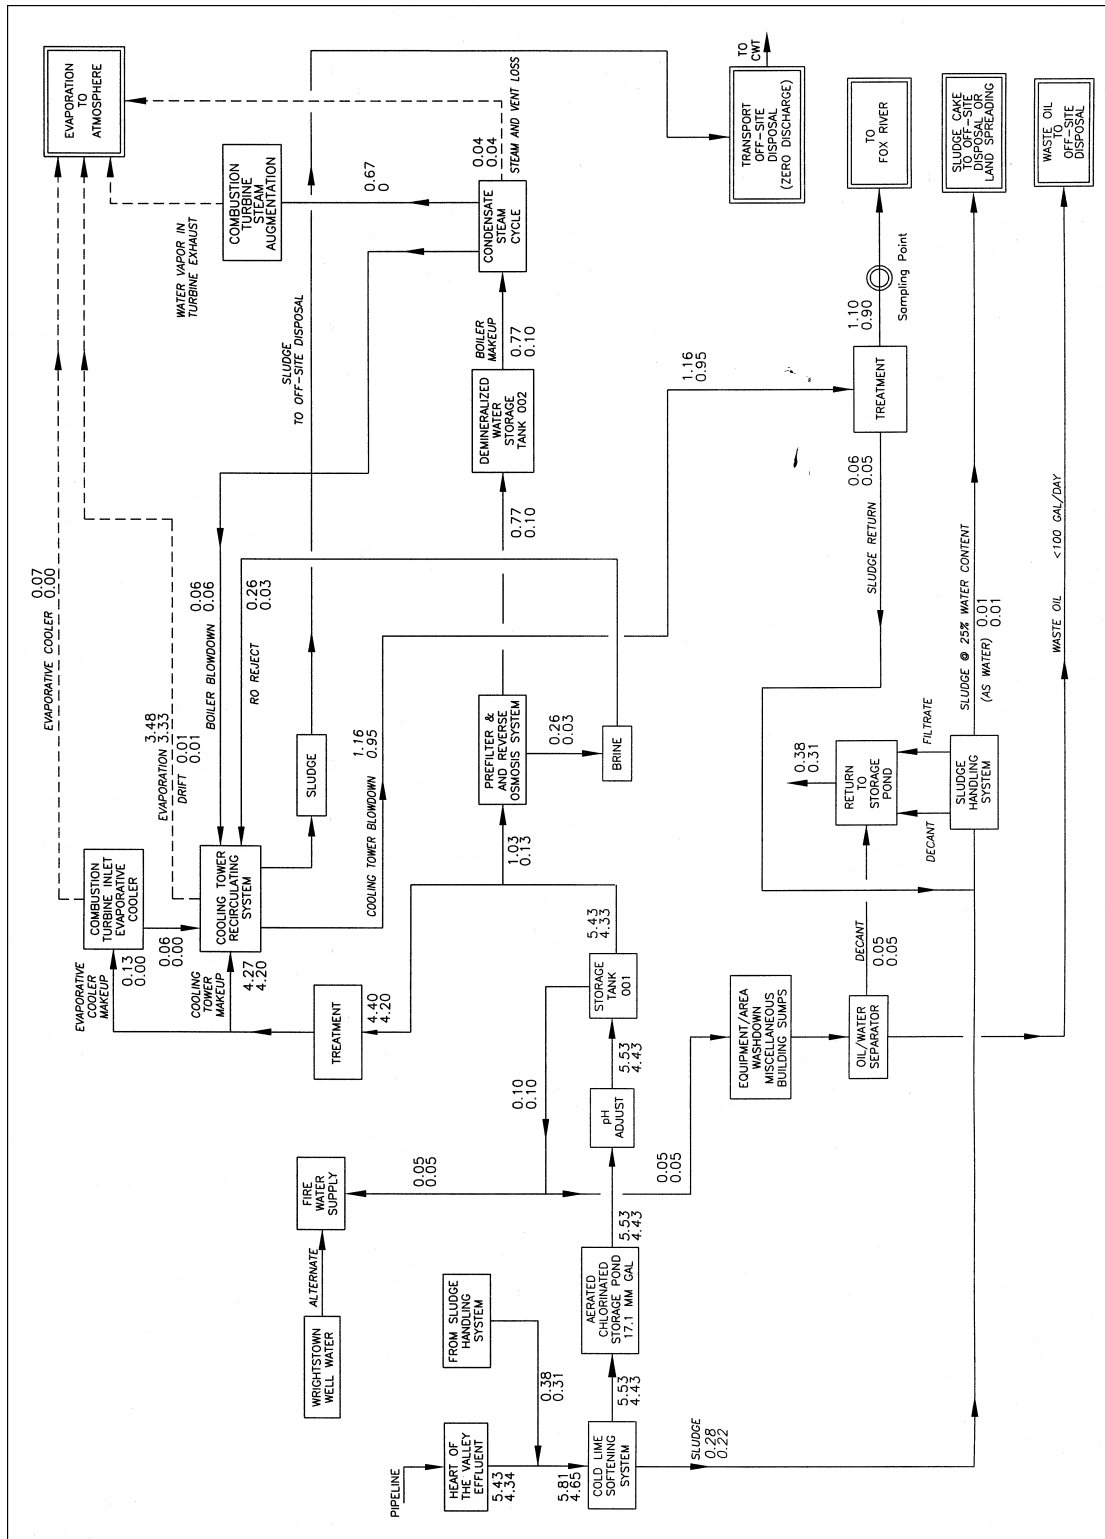 PIPELINE
HEART OF
THE VALLEY
EFFLUENT
5.43
4.34
5.81
4.65
COLD LIME
SOFTENING
SYSTEM
SLUDGE
0.28
0.22
FROM SLUDGE
HANDLING
SYSTEM
0.38
0.31
5.53
4.43
AERATED
CHLORINATED
STORAGE POND
17.1 MM GAL
5.53
4.43
pH
ADJUST
5.53
4.43
STORAGE
TANK
001
5.43
4.33
WRIGHTSTOWN
WELL WATER
ALTERNATE
FIRE
WATER
SUPPLY
0.05
0.05
0.10
0.10
0.05
0.05
EQUIPMENT/AREA
WASHDOWN
MISCELLANEOUS
BUILDING SUMPS
OIL/WATER
SEPARATOR
DECANT
0.05
0.05
4.40
4.20
TREATMENT
EVAPORATIVE
COOLER
MAKEUP
0.13
0.00
COOLING
TOWER
MAKEUP
4.27
4.20
COMBUSTION
TURBINE INLET
EVAPORATIVE
COOLER
0.06
0.00
COOLING TOWER
RECIRCULATING
SYSTEM
EVAPORATIVE COOLER
0.07
0.00
EVAPORATION
3.48
3.33
DRIFT
0.01
0.01
BOILER BLOWDOWN
0.06
0.06
RO REJECT
0.26
0.03
SLUDGE
COOLING TOWER BLOWDOWN
1.16
0.95
1.03
0.13
PREFILTER &
AND REVERSE
OSMOSIS SYSTEM
0.26
0.03
BRINE
0.77
0.10
DEMINERALIZED
WATER
STORAGE
TANK 002
BOILER
MAKEUP
0.77
0.10
CONDENSATE
STEAM
CYCLE
0.04
0.04
STEAM AND VENT LOSS
0.67
0
COMBUSTION
TURBINE
STEAM
AUGMENTATION
WATER VAPOR IN
TURBINE EXHAUST
EVAPORATION
TO
ATMOSPHERE
SLUDGE
TO OFF-SITE DISPOSAL
TRANSPORT
OFF-SITE
DISPOSAL
(ZERO DISCHARGE)
TO
CWT
1.16
0.95
TREATMENT
1.10
0.90
Sampling Point
TO
FOX RIVER
0.06
0.05
SLUDGE RETURN
RETURN
TO
STORAGE
POND
0.38
0.31
DECANT
FILTRATE
SLUDGE
HANDLING
SYSTEM
SLUDGE @ 25% WATER CONTENT
(AS WATER) 0.01
0.01
SLUDGE CAKE
TO OFF-SITE
DISPOSAL OR
LAND SPREADING
WASTE OIL <100 GAL/DAY
WASTE OIL
TO
OFF-SITE
DISPOSAL